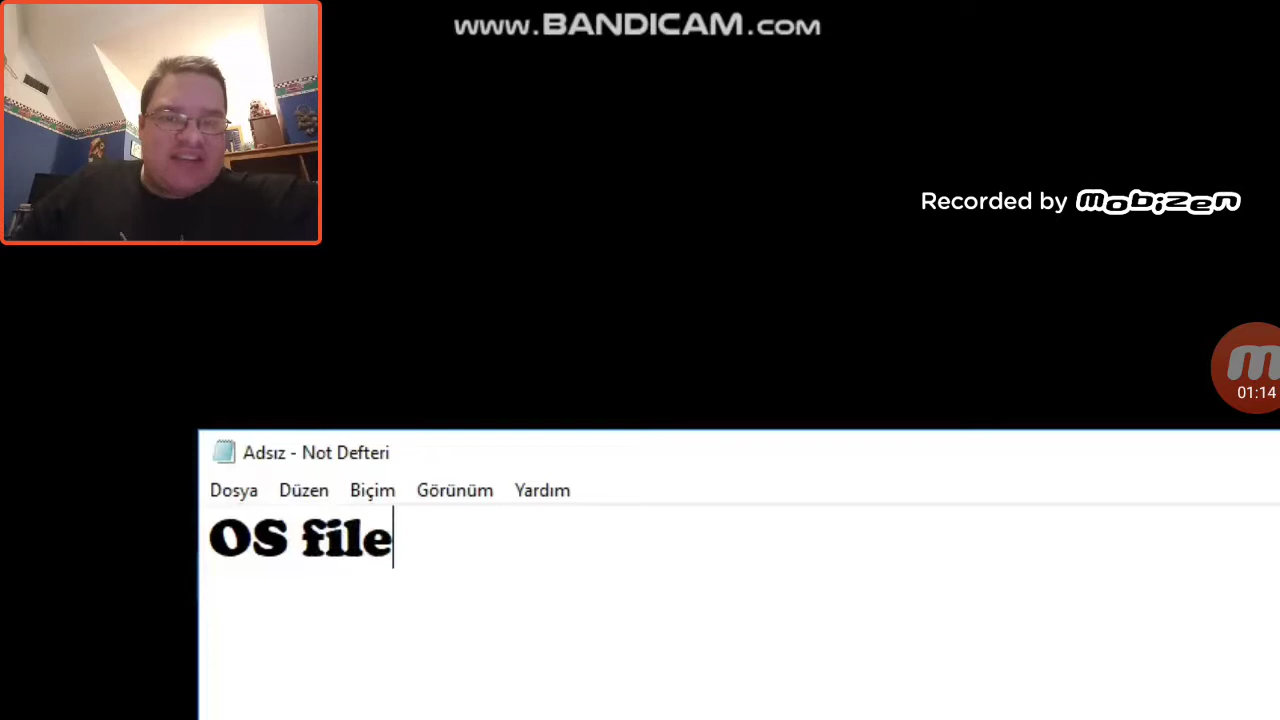 www.BANDICAM.com
Recorded by mobizen
01:14
Adsız - Not Defteri
Dosya Düzen Biçim Görünüm Yardım
OS file